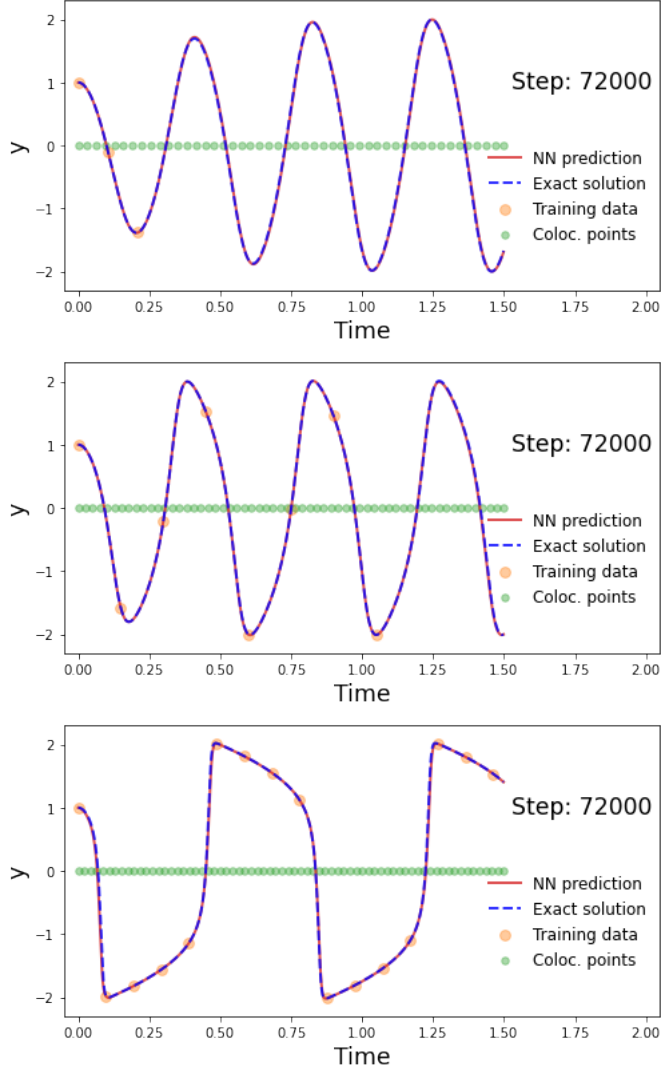 2
1
Step: 72000
y
0
NN prediction
Exact solution
−1
Training data
Coloc. points
−2
0.00 0.25 0.50 0.75 1.00 1.25 1.50 1.75 2.00
Time
2
1
Step: 72000
y
0
NN prediction
Exact solution
−1
Training data
Coloc. points
−2
0.00 0.25 0.50 0.75 1.00 1.25 1.50 1.75 2.00
Time
2
1
Step: 72000
y
0
NN prediction
Exact solution
−1
Training data
Coloc. points
−2
0.00 0.25 0.50 0.75 1.00 1.25 1.50 1.75 2.00
Time